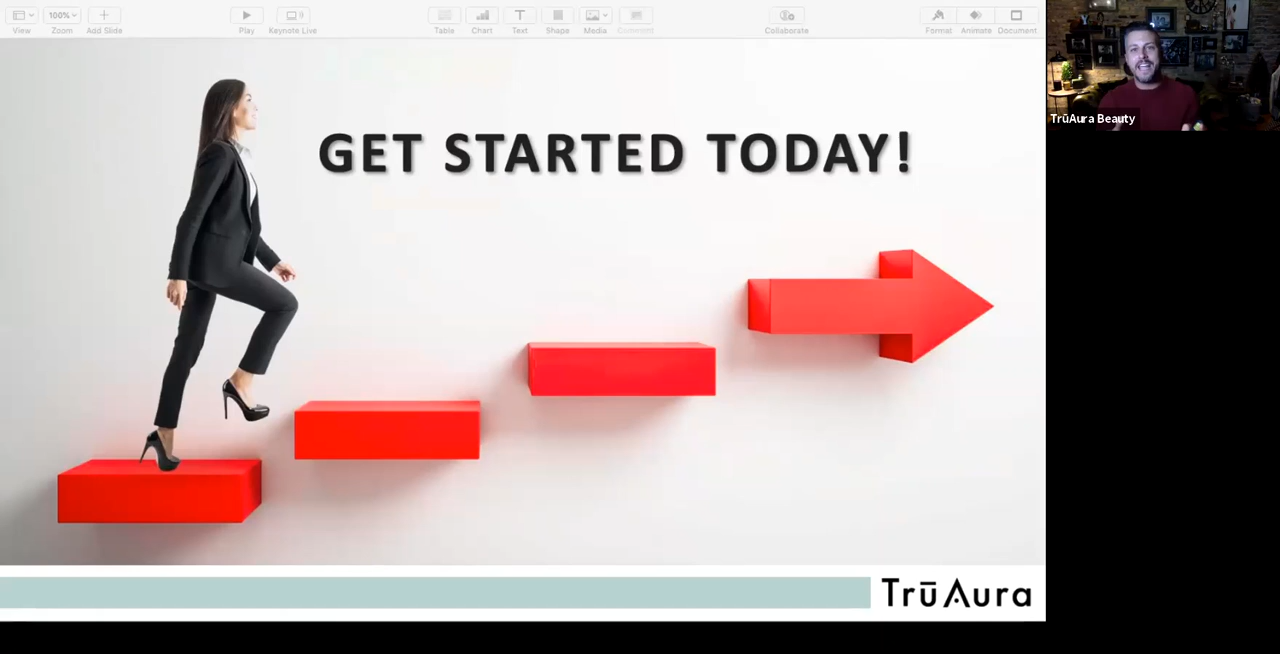 View
100%
Zoom
Add Slide
Play
Keynote Live
Table
Chart
Text
Shape
Media
Comment
Collaborate
Format
Animate
Document
GET STARTED TODAY!
TrūAura
TrūAura Beauty